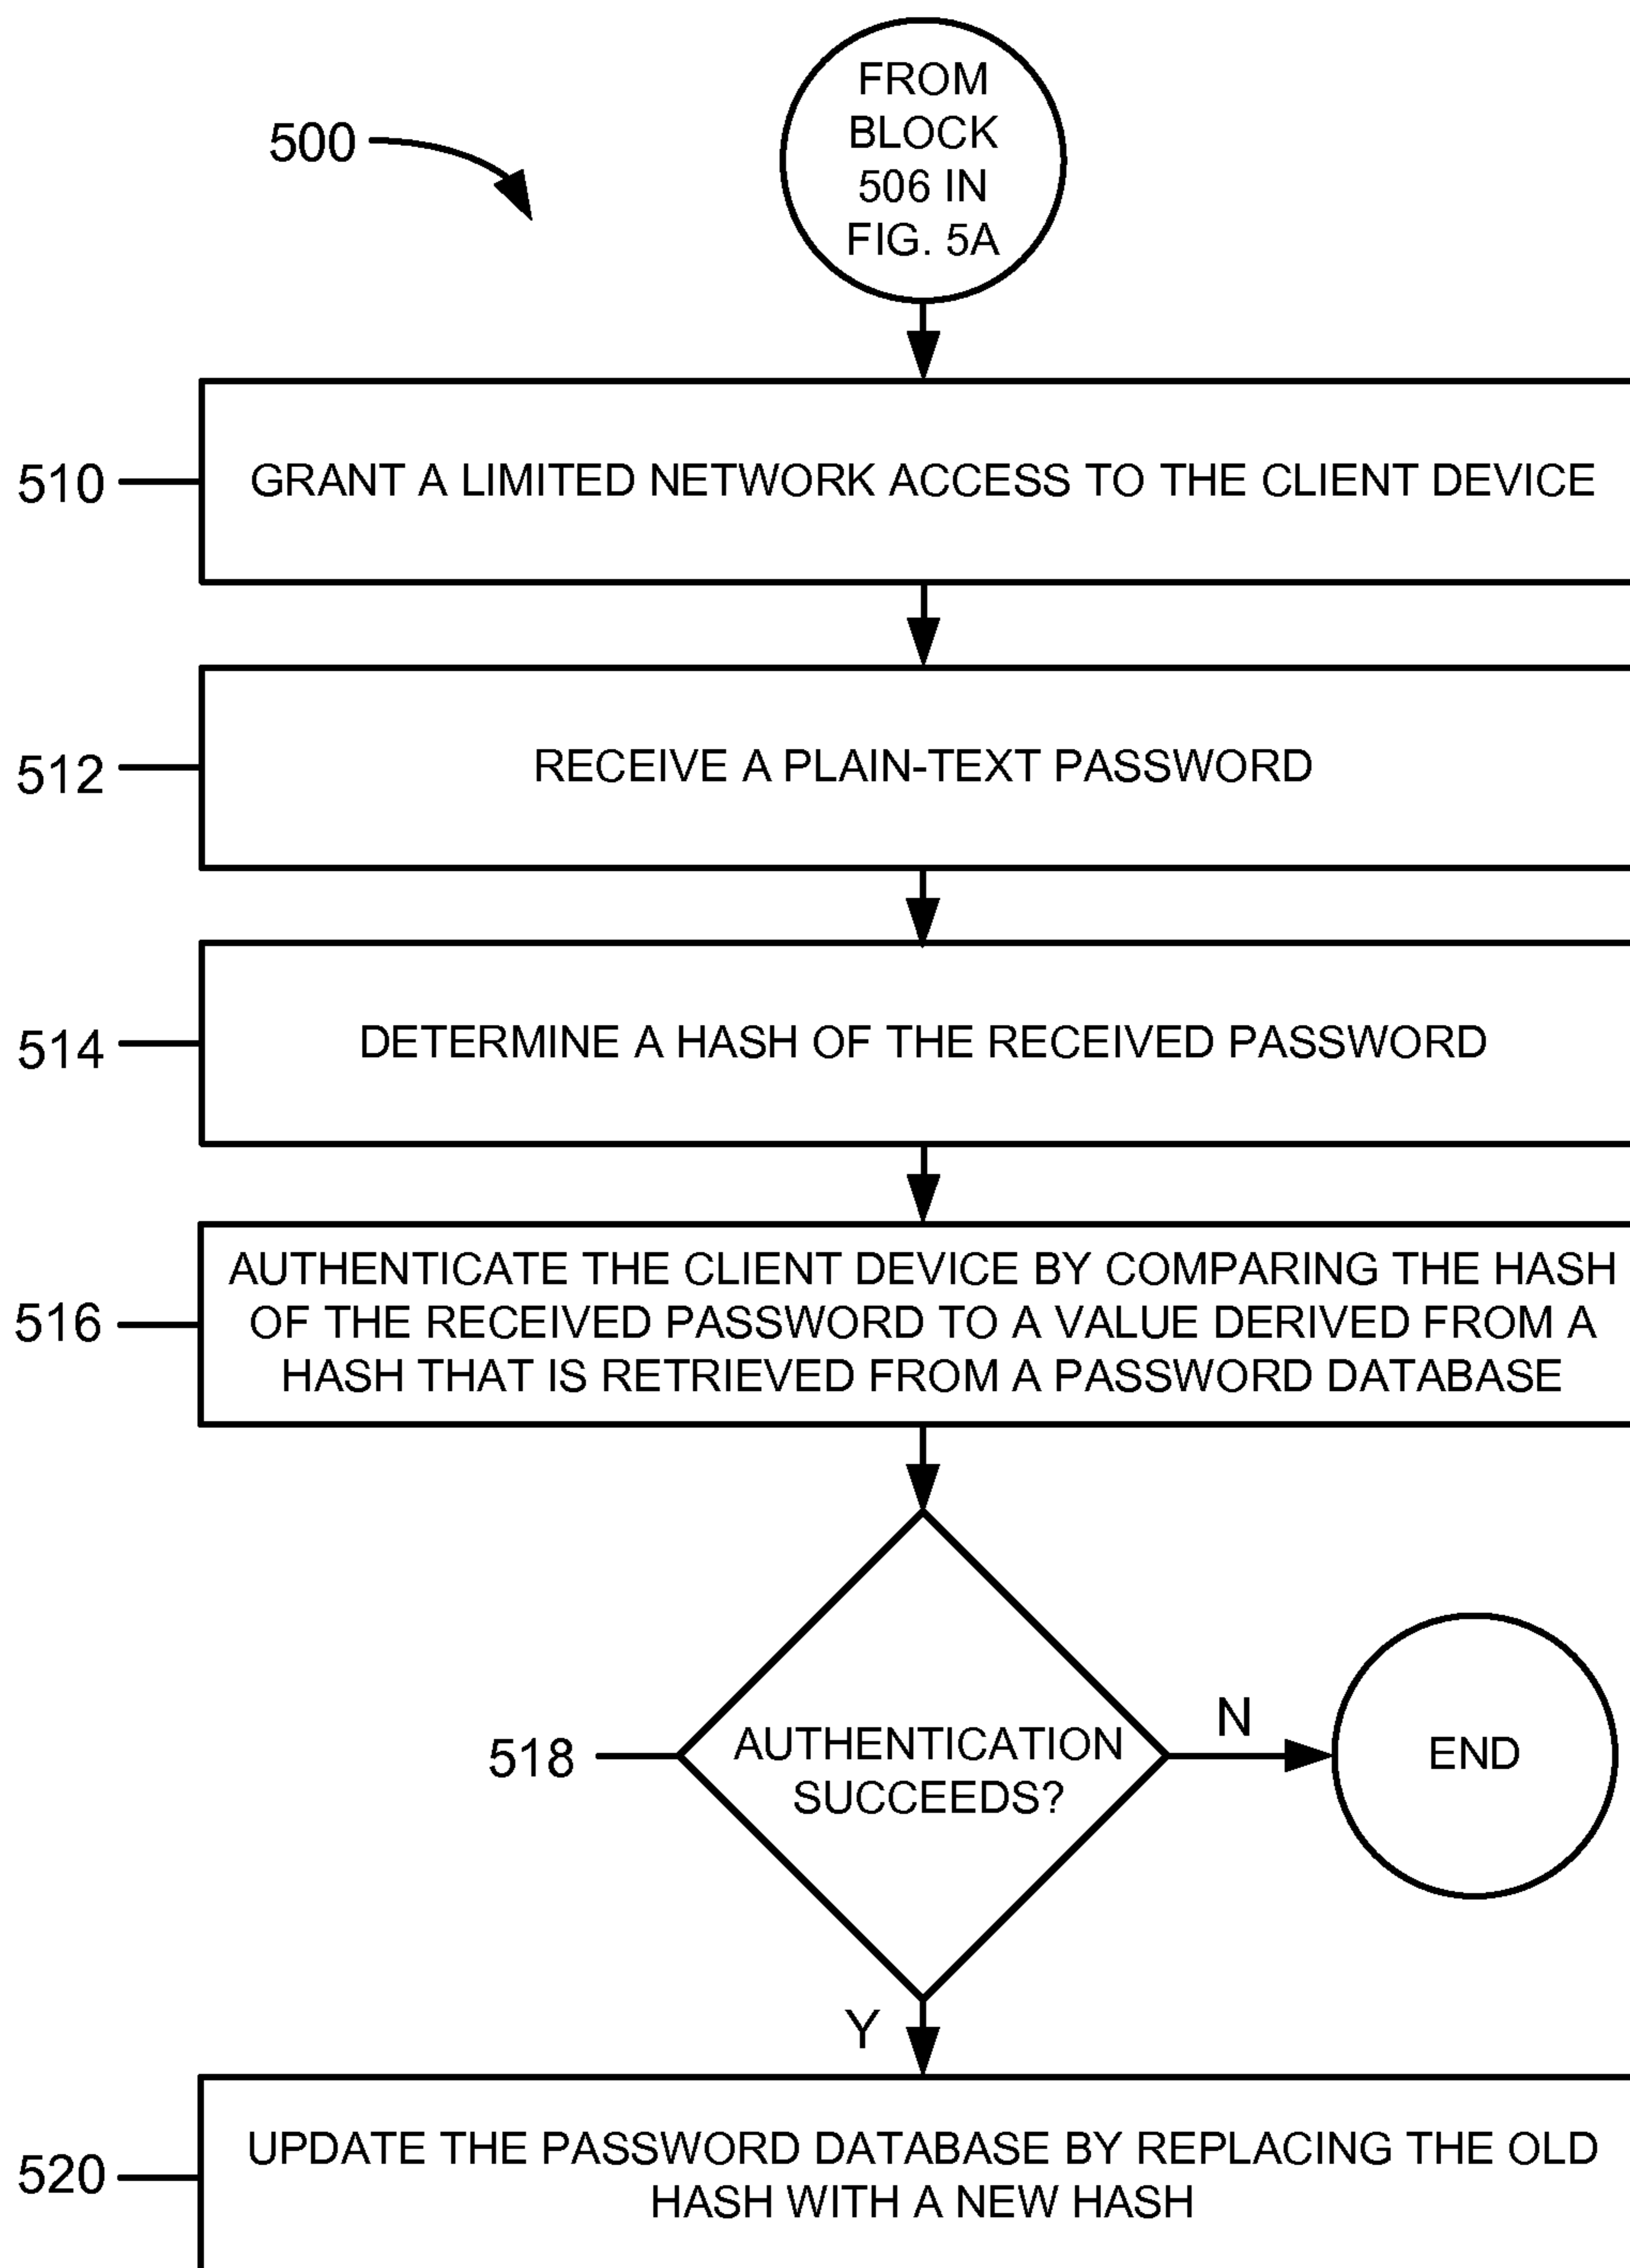 FROM
BLOCK
506 IN
FIG. 5A
500
510
GRANT A LIMITED NETWORK ACCESS TO THE CLIENT DEVICE
512
RECEIVE A PLAIN-TEXT PASSWORD
514
DETERMINE A HASH OF THE RECEIVED PASSWORD
516
AUTHENTICATE THE CLIENT DEVICE BY COMPARING THE HASH
OF THE RECEIVED PASSWORD TO A VALUE DERIVED FROM A
HASH THAT IS RETRIEVED FROM A PASSWORD DATABASE
518
AUTHENTICATION
SUCCEEDS?
N
END
Y
520
UPDATE THE PASSWORD DATABASE BY REPLACING THE OLD
HASH WITH A NEW HASH